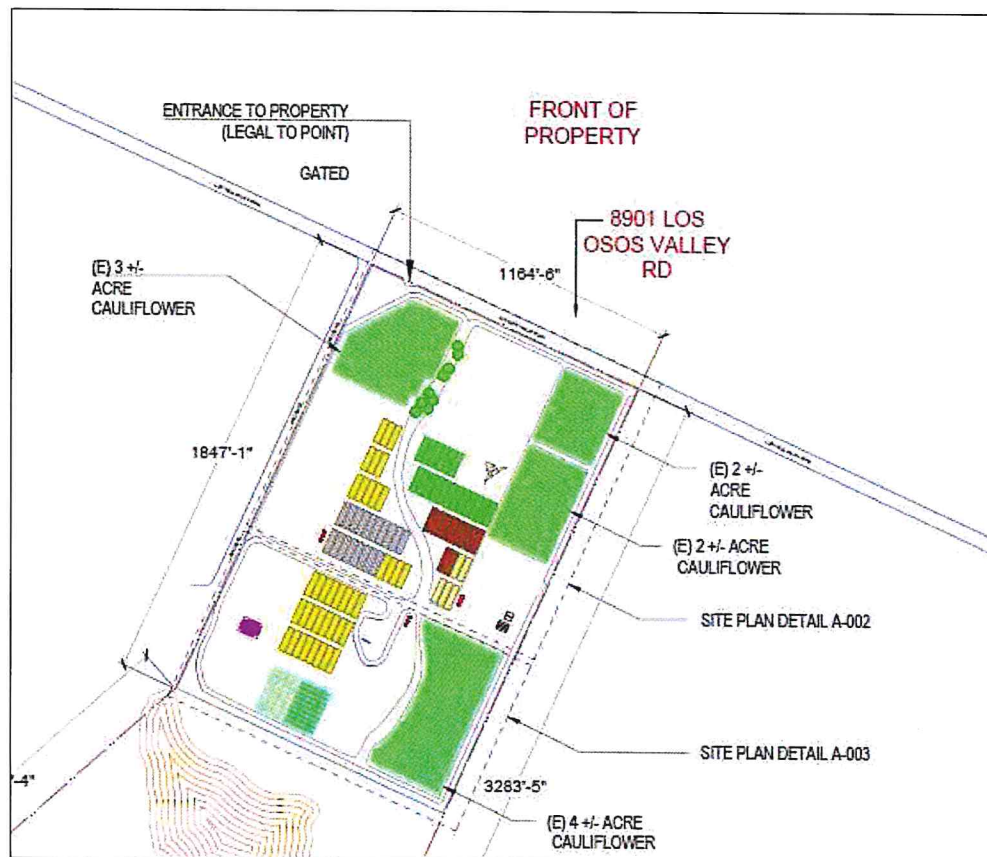 ENTRANCE TO PROPERTY
(LEGAL TO POINT)
GATED
FRONT OF
PROPERTY
8901 LOS
OSOS VALLEY
RD
1164'-6"
(E) 3 +/-
ACRE
CAULIFLOWER
1847'-1"
(E) 2 +/-
ACRE
CAULIFLOWER
(E) 2 +/- ACRE
CAULIFLOWER
SITE PLAN DETAIL A-002
SITE PLAN DETAIL A-003
'-4"
3283'-5"
(E) 4 +/- ACRE
CAULIFLOWER